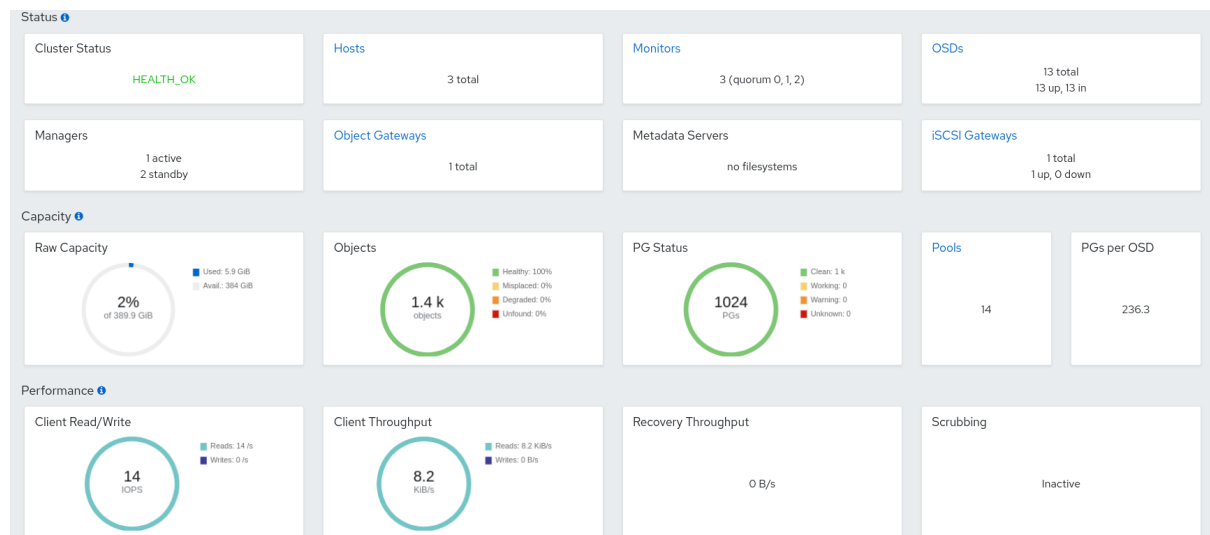 Status
Cluster Status
HEALTH_OK
Hosts
3 total
Monitors
3 (quorum 0, 1, 2)
OSDs
13 total
13 up, 13 in
Managers
1 active
2 standby
Object Gateways
1 total
Metadata Servers
no filesystems
iSCSI Gateways
1 total
1 up, 0 down
Capacity
Raw Capacity
2%
of 389.9 GiB
Used: 5.9 GiB
Avail.: 384 GiB
Objects
1.4 k
objects
Healthy: 100%
Misplaced: 0%
Degraded: 0%
Unfound: 0%
PG Status
1024
PGs
Clean: 1 k
Working: 0
Warning: 0
Unknown: 0
Pools
14
PGs per OSD
236.3
Performance
Client Read/Write
14
IOPS
Reads: 14 /s
Writes: 0 /s
Client Throughput
8.2
KiB/s
Reads: 8.2 KiB/s
Writes: 0 B/s
Recovery Throughput
0 B/s
Scrubbing
Inactive